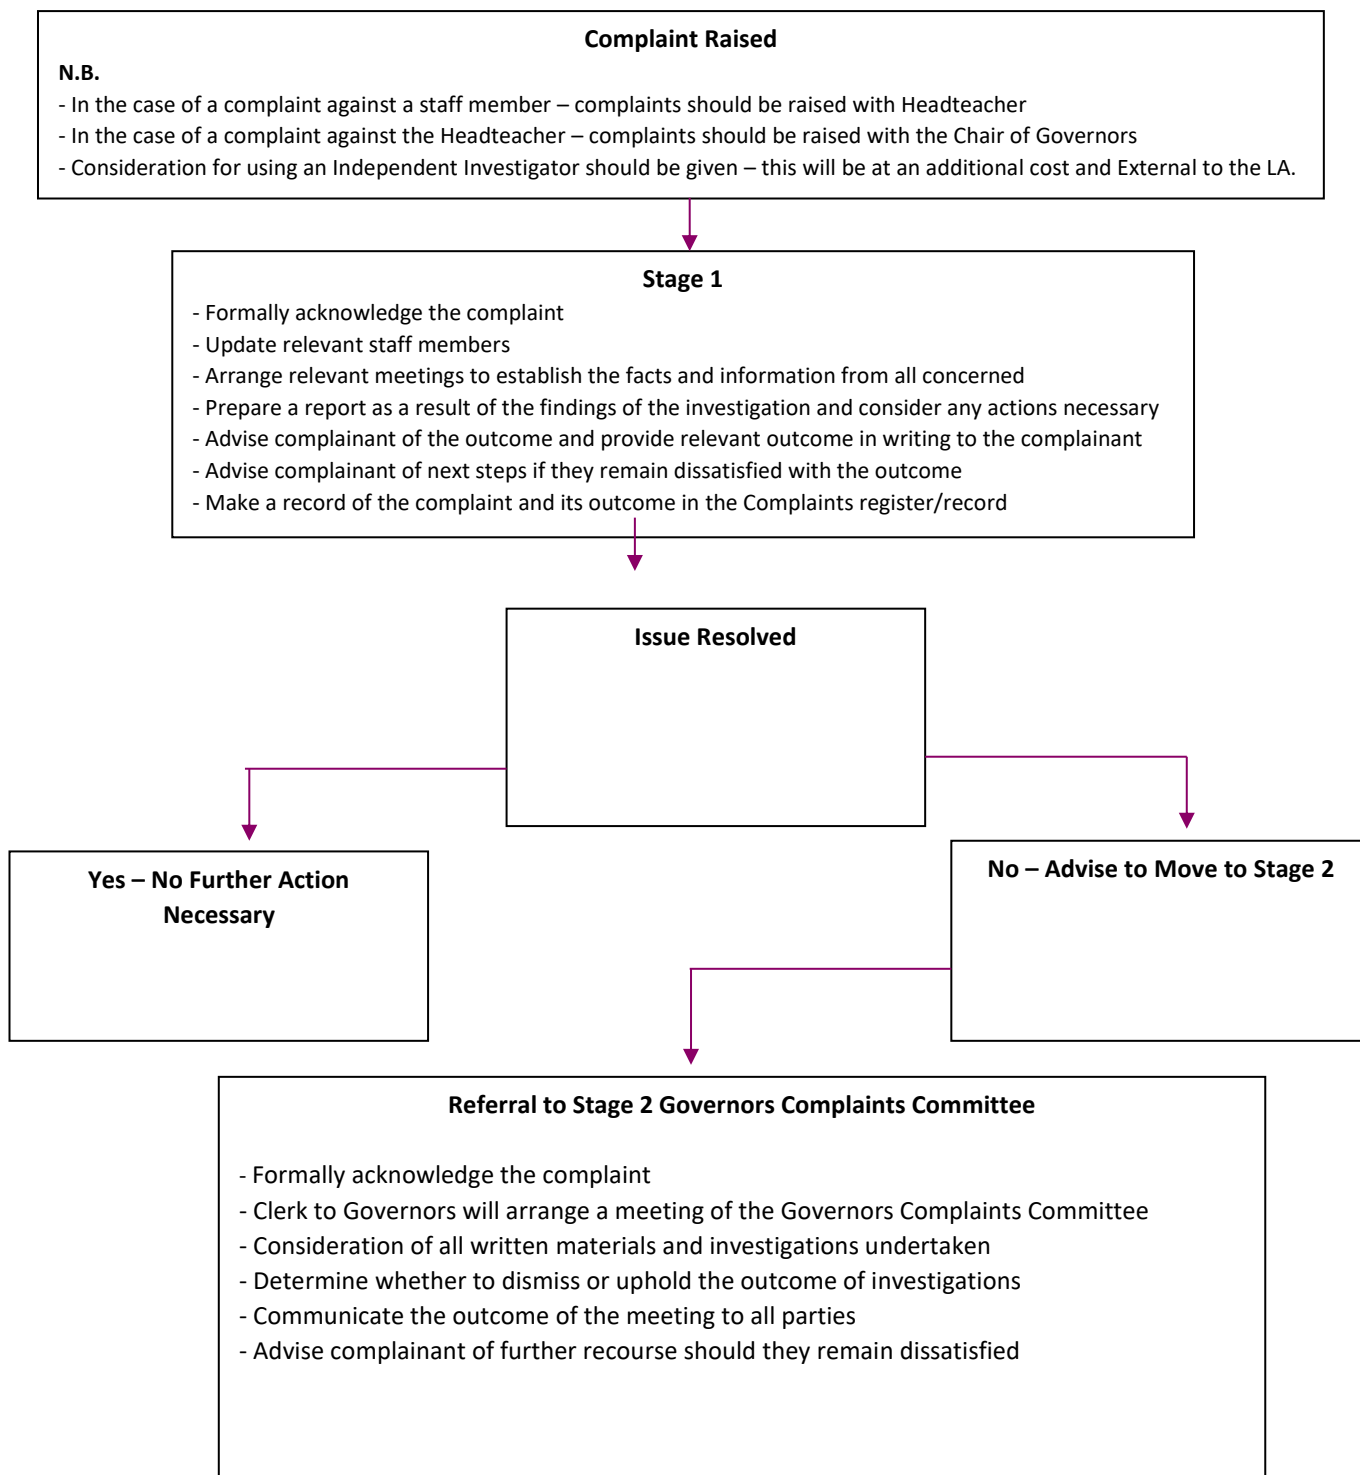 Complaint Raised
N.B.
- In the case of a complaint against a staff member – complaints should be raised with Headteacher
- In the case of a complaint against the Headteacher – complaints should be raised with the Chair of Governors
- Consideration for using an Independent Investigator should be given – this will be at an additional cost and External to the LA.
Stage 1
- Formally acknowledge the complaint
- Update relevant staff members
- Arrange relevant meetings to establish the facts and information from all concerned
- Prepare a report as a result of the findings of the investigation and consider any actions necessary
- Advise complainant of the outcome and provide relevant outcome in writing to the complainant
- Advise complainant of next steps if they remain dissatisfied with the outcome
- Make a record of the complaint and its outcome in the Complaints register/record
Issue Resolved
Yes – No Further Action
Necessary
No – Advise to Move to Stage 2
Referral to Stage 2 Governors Complaints Committee
- Formally acknowledge the complaint
- Clerk to Governors will arrange a meeting of the Governors Complaints Committee
- Consideration of all written materials and investigations undertaken
- Determine whether to dismiss or uphold the outcome of investigations
- Communicate the outcome of the meeting to all parties
- Advise complainant of further recourse should they remain dissatisfied